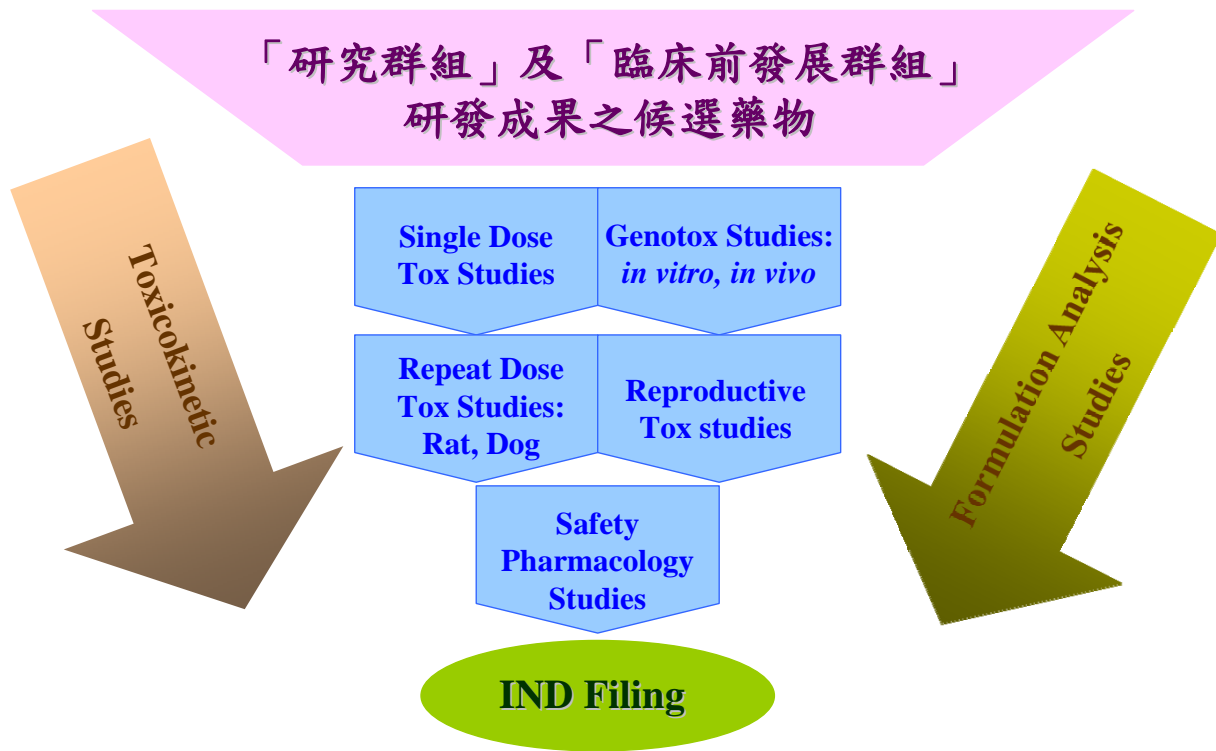 「研究群組」及「臨床前發展群組」
研發成果之候選藥物
Toxicokinetic
Studies
Single Dose
Tox Studies
Genotox Studies:
in vitro, in vivo
Repeat Dose
Tox Studies:
Rat, Dog
Reproductive
Tox studies
Safety
Pharmacology
Studies
Formulation Analysis
Studies
IND Filing